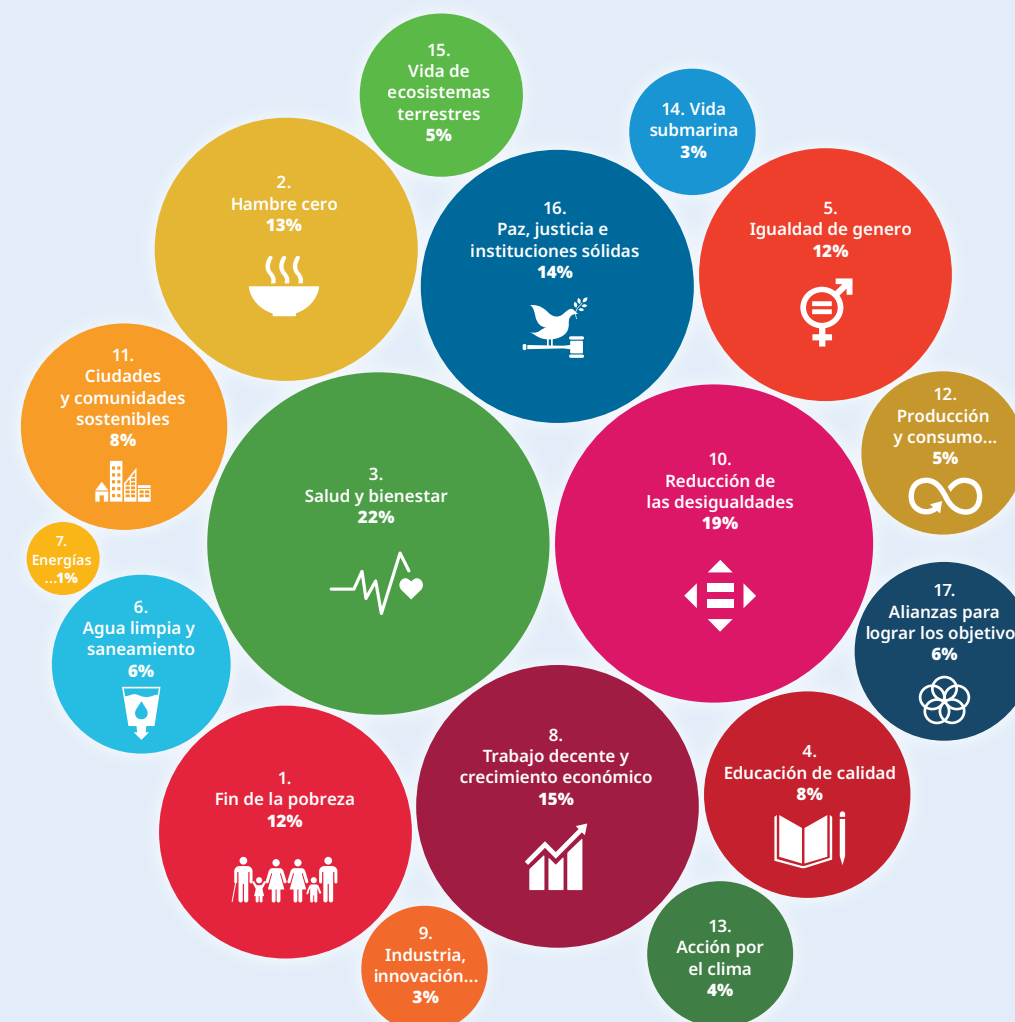 15.
Vida de
ecosistemas
terrestres
5%
14. Vida
submarina
3%
2.
Hambre cero
13%
16.
Paz, justicia e
instituciones sólidas
14%
5.
Igualdad de genero
12%
11.
Ciudades
y comunidades
sostenibles
8%
3.
Salud y bienestar
22%
10.
Reducción de
las desigualdades
19%
12.
Producción
y consumo...
5%
7.
Energías
...1%
6.
Agua limpia y
saneamiento
6%
17.
Alianzas para
lograr los objetivo
6%
1.
Fin de la pobreza
12%
8.
Trabajo decente y
crecimiento económico
15%
4.
Educación de calidad
8%
9.
Industria,
innovación...
3%
13.
Acción por
el clima
4%